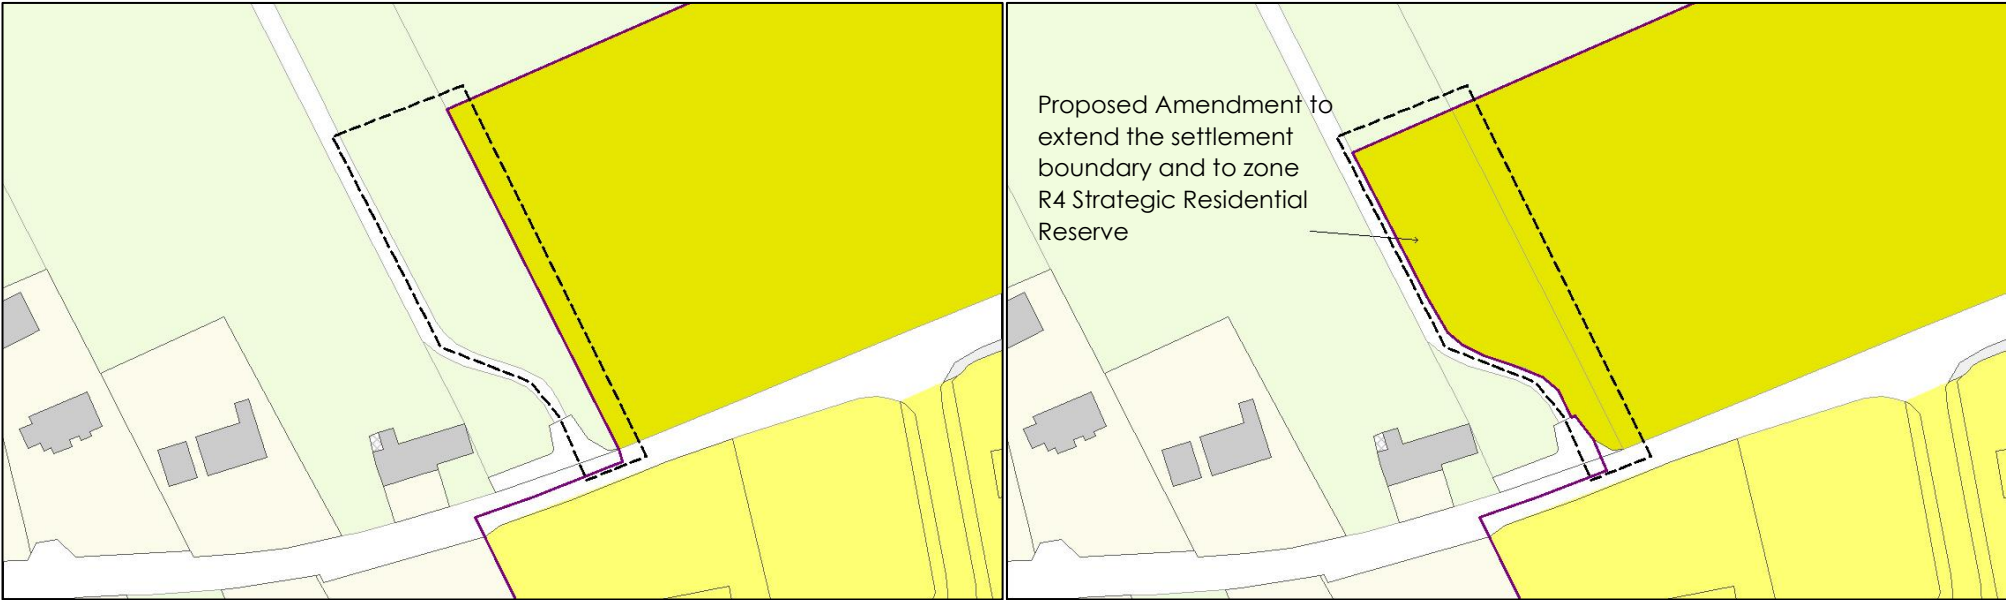 Proposed Amendment to
extend the settlement
boundary and to zone
R4 Strategic Residential
Reserve